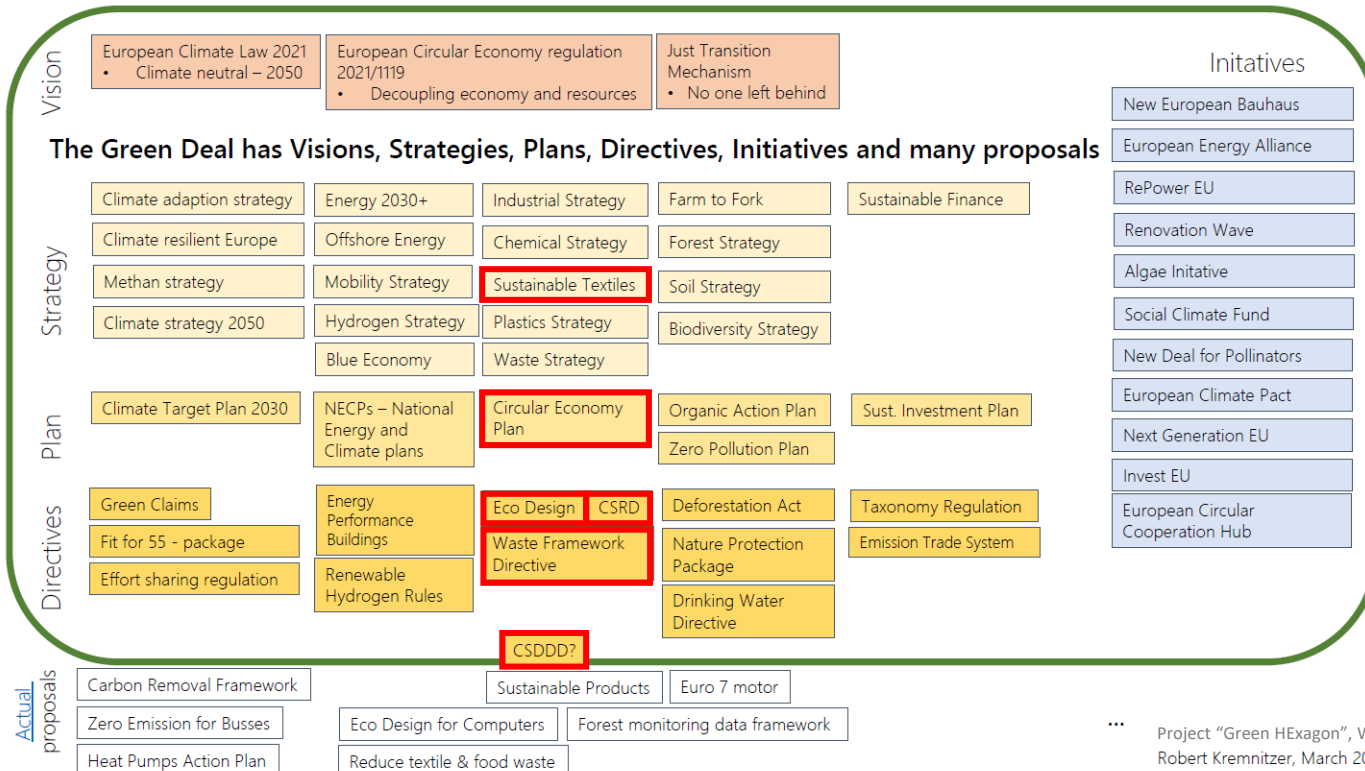 Vision
European Climate Law 2021
• Climate neutral – 2050
European Circular Economy regulation
2021/1119
• Decoupling economy and resources
Just Transition
Mechanism
• No one left behind
The Green Deal has Visions, Strategies, Plans, Directives, Initiatives and many proposals
Strategy
Climate adaption strategy
Energy 2030+
Industrial Strategy
Farm to Fork
Sustainable Finance
Climate resilient Europe
Offshore Energy
Chemical Strategy
Forest Strategy
Methan strategy
Mobility Strategy
Sustainable Textiles
Soil Strategy
Climate strategy 2050
Hydrogen Strategy
Plastics Strategy
Biodiversity Strategy
Blue Economy
Waste Strategy
Plan
Climate Target Plan 2030
NECPs – National
Energy and
Climate plans
Circular Economy
Plan
Organic Action Plan
Sust. Investment Plan
Zero Pollution Plan
Directives
Green Claims
Energy
Performance
Buildings
Eco Design
CSRD
Deforestation Act
Taxonomy Regulation
Fit for 55 - package
Waste Framework
Directive
Nature Protection
Package
Emission Trade System
Effort sharing regulation
Renewable
Hydrogen Rules
Drinking Water
Directive
CSDDD?
Initatives
New European Bauhaus
European Energy Alliance
RePower EU
Renovation Wave
Algae Initative
Social Climate Fund
New Deal for Pollinators
European Climate Pact
Next Generation EU
Invest EU
European Circular
Cooperation Hub
Actual
proposals
Carbon Removal Framework
Sustainable Products
Euro 7 motor
Zero Emission for Busses
Eco Design for Computers
Forest monitoring data framework
Heat Pumps Action Plan
Reduce textile & food waste
...
Project “Green HExagon”,
Robert Kremnitzer, March